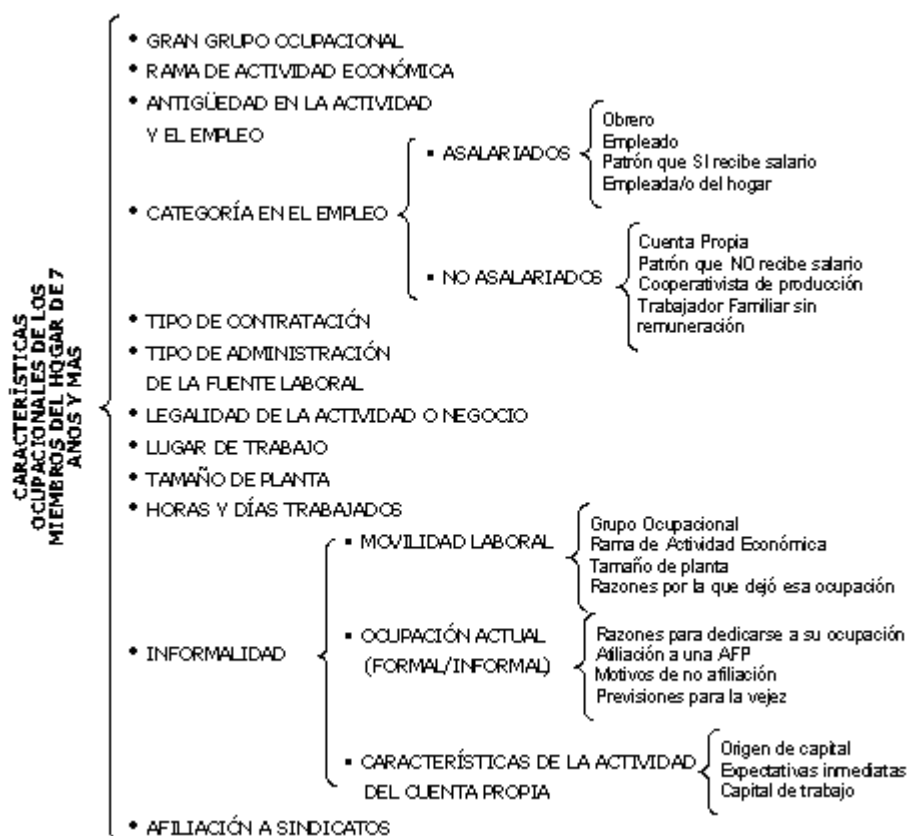 CARACTERÍSTICAS
OCUPACIONALES DE LOS
MIEMBROS DEL HOGAR DE 7
AÑOS Y MAS
• GRAN GRUPO OCUPACIONAL
• RAMA DE ACTIVIDAD ECONÓMICA
• ANTIGÜEDAD EN LA ACTIVIDAD
Y EL EMPLEO
• CATEGORÍA EN EL EMPLEO
▪ ASALARIADOS
Obrero
Empleado
Patrón que SI recibe salario
Empleada/o del hogar
▪ NO ASALARIADOS
Cuenta Propia
Patrón que NO recibe salario
Cooperativista de producción
Trabajador Familiar sin
remuneración
• TIPO DE CONTRATACIÓN
• TIPO DE ADMINISTRACIÓN
DE LA FUENTE LABORAL
• LEGALIDAD DE LA ACTIVIDAD O NEGOCIO
• LUGAR DE TRABAJO
• TAMAÑO DE PLANTA
• HORAS Y DÍAS TRABAJADOS
• INFORMALIDAD
▪ MOVILIDAD LABORAL
Grupo Ocupacional
Rama de Actividad Económica
Tamaño de planta
Razones por la que dejó esa ocupación
▪ OCUPACIÓN ACTUAL
(FORMAL/INFORMAL)
Razones para dedicarse a su ocupación
Afiliación a una AFP
Motivos de no afiliación
Previsiones para la vejez
▪ CARACTERÍSTICAS DE LA ACTIVIDAD
DEL CUENTA PROPIA
Origen de capital
Expectativas inmediatas
Capital de trabajo
• AFILIACIÓN A SINDICATOS